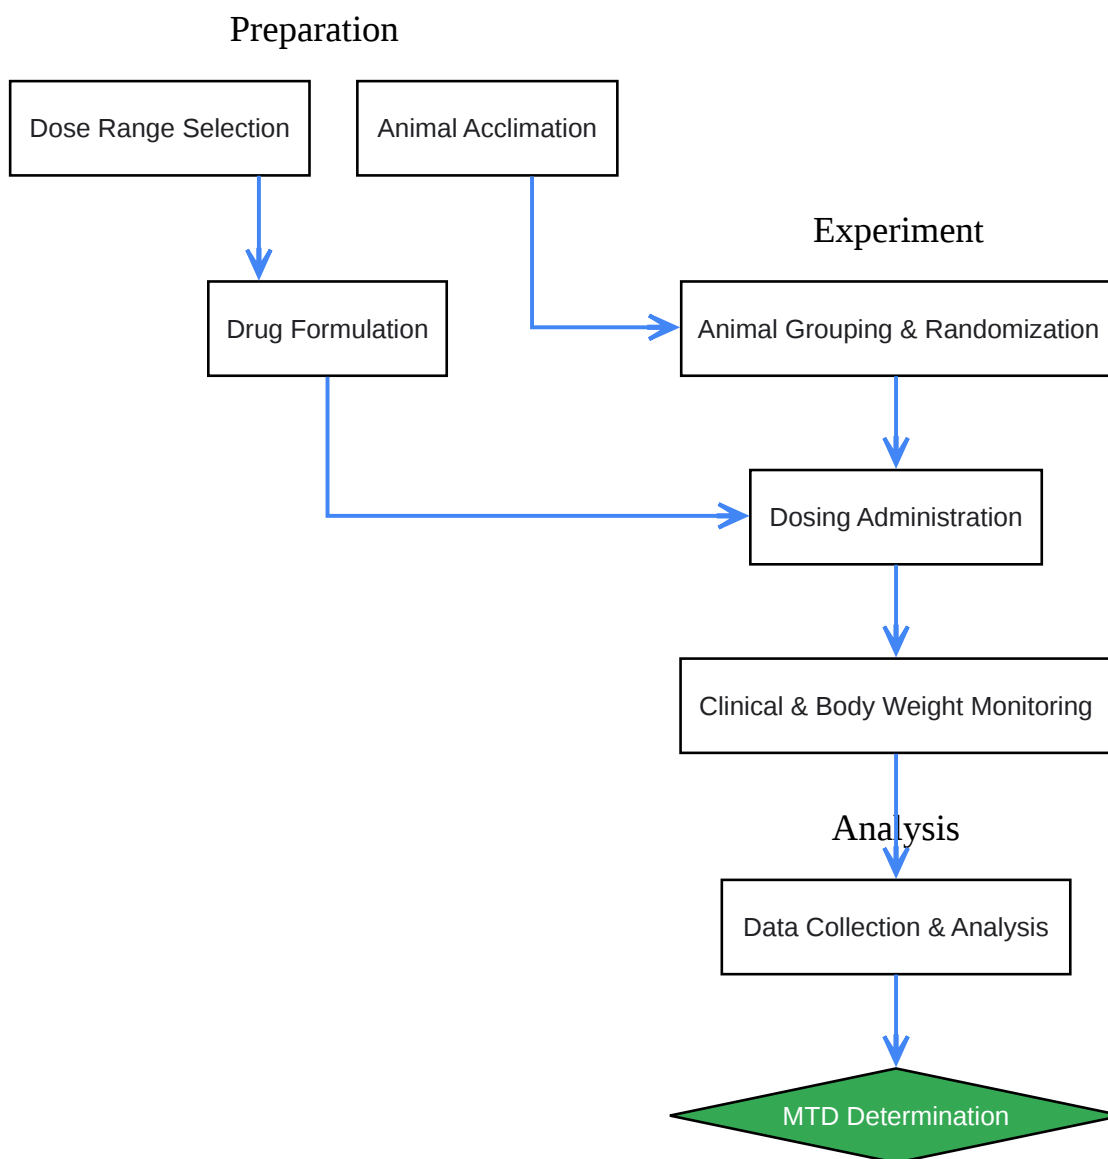 Preparation
Dose Range Selection
Animal Acclimation
Experiment
Drug Formulation
Animal Grouping & Randomization
Dosing Administration
Clinical & Body Weight Monitoring
Analysis
Data Collection & Analysis
MTD Determination